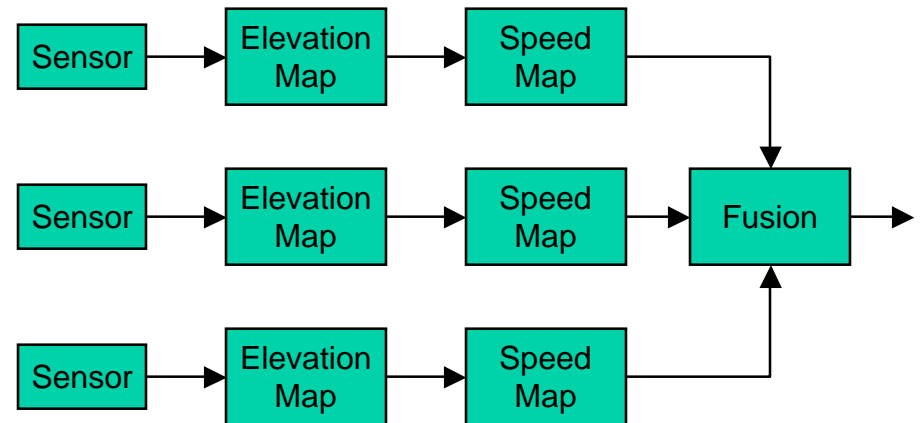 Sensor
Elevation
Map
Speed
Map
Sensor
Elevation
Map
Speed
Map
Fusion
Sensor
Elevation
Map
Speed
Map